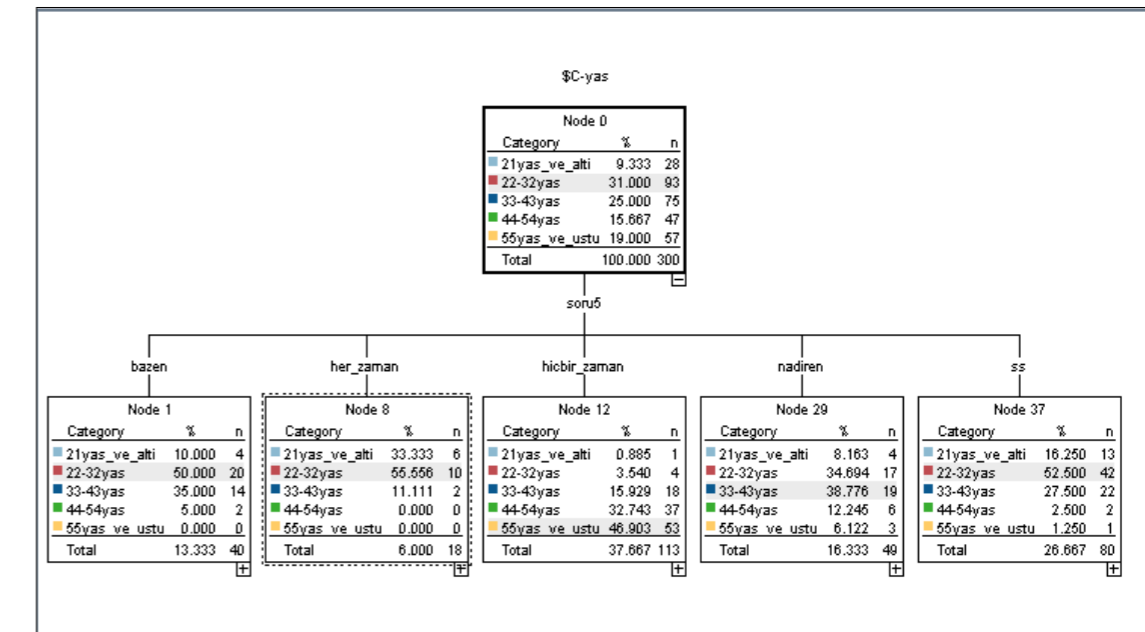 $C-yas
Node 0
Category % n
21yas_ve_alti 9.333 28
22-32yas 31.000 93
33-43yas 25.000 75
44-54yas 15.667 47
55yas_ve_ustu 19.000 57
Total 100.000 300
soru5
bazen her_zaman hicbir_zaman nadiren ss
Node 1
Category % n
21yas_ve_alti 10.000 4
22-32yas 50.000 20
33-43yas 35.000 14
44-54yas 5.000 2
55yas_ve_ustu 0.000 0
Total 13.333 40
Node 8
Category % n
21yas_ve_alti 33.333 6
22-32yas 55.556 10
33-43yas 11.111 2
44-54yas 0.000 0
55yas_ve_ustu 0.000 0
Total 6.000 18
Node 12
Category % n
21yas_ve_alti 0.885 1
22-32yas 3.540 4
33-43yas 15.929 18
44-54yas 32.743 37
55yas_ve_ustu 46.903 53
Total 37.667 113
Node 29
Category % n
21yas_ve_alti 8.163 4
22-32yas 34.694 17
33-43yas 38.776 19
44-54yas 12.245 6
55yas_ve_ustu 6.122 3
Total 16.333 49
Node 37
Category % n
21yas_ve_alti 16.250 13
22-32yas 52.500 42
33-43yas 27.500 22
44-54yas 2.500 2
55yas_ve_ustu 1.250 1
Total 26.667 80